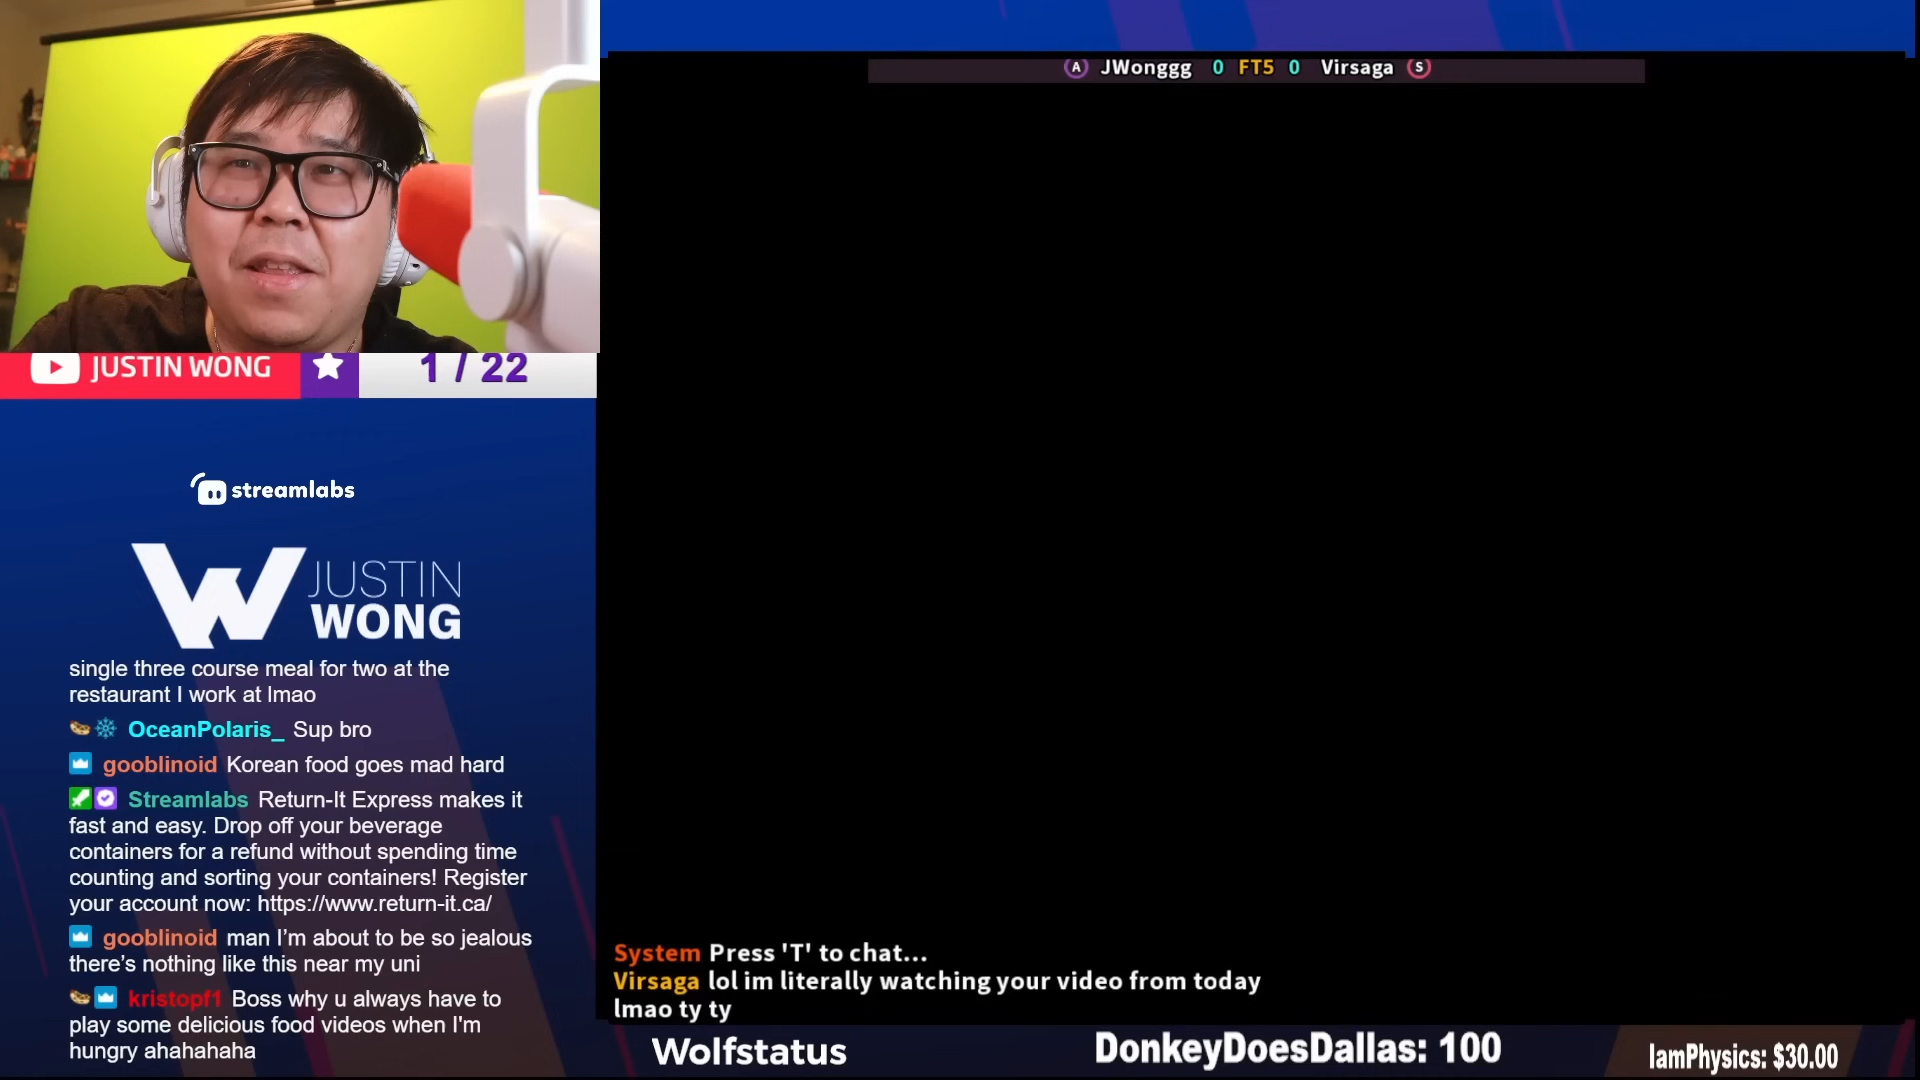 A JWonggg 0 FT5 0 Virsaga S
JUSTIN WONG
1 / 22
streamlabs
W JUSTIN
WONG
single three course meal for two at the
restaurant I work at lmao
OceanPolaris_ Sup bro
gooblinoid Korean food goes mad hard
Streamlabs Return-It Express makes it
fast and easy. Drop off your beverage
containers for a refund without spending time
counting and sorting your containers! Register
your account now: https://www.return-it.ca/
gooblinoid man I'm about to be so jealous
there's nothing like this near my uni
kristopf1 Boss why u always have to
play some delicious food videos when I'm
hungry ahahahaha
System Press 'T' to chat...
Virsaga lol im literally watching your video from today
lmao ty ty
Wolfstatus
DonkeyDoesDallas: 100
IamPhysics: $30.00